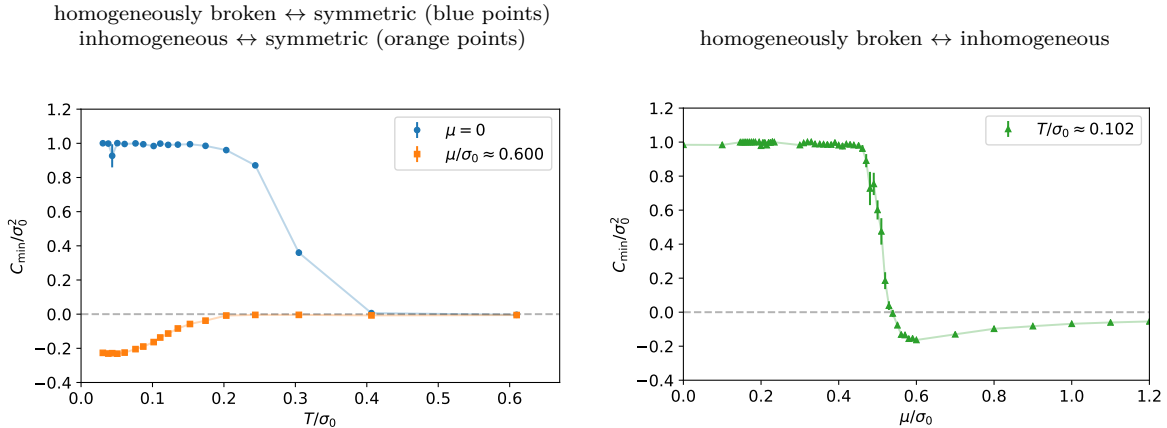 homogeneously broken ↔ symmetric (blue points)
inhomogeneous ↔ symmetric (orange points)
1.2
1.0
0.8
0.6
0.4
0.2
0.0
−0.2
−0.4
C_min/σ_0^2
0.0 0.1 0.2 0.3 0.4 0.5 0.6
T/σ_0
μ = 0
μ/σ_0 ≈ 0.600
homogeneously broken ↔ inhomogeneous
1.2
1.0
0.8
0.6
0.4
0.2
0.0
−0.2
−0.4
C_min/σ_0^2
0.0 0.2 0.4 0.6 0.8 1.0 1.2
μ/σ_0
T/σ_0 ≈ 0.102